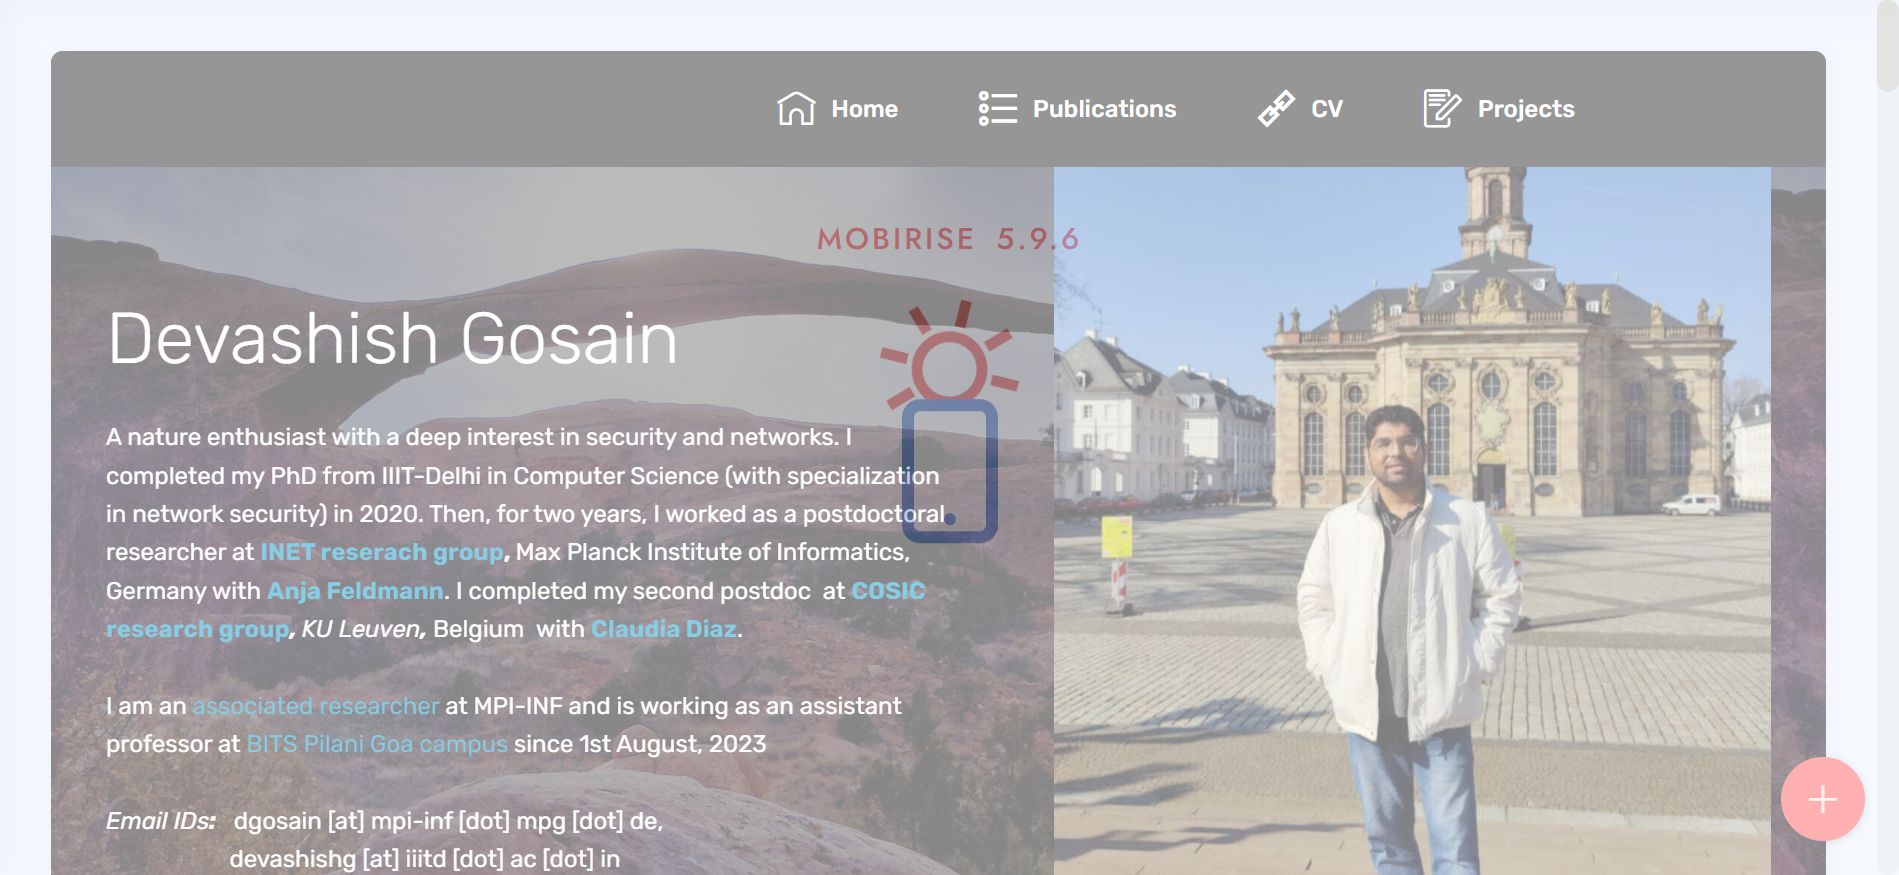 Home Publications CV Projects
MOBIRISE 5.9.6
Devashish Gosain
A nature enthusiast with a deep interest in security and networks. I
completed my PhD from IIIT-Delhi in Computer Science (with specialization
in network security) in 2020. Then, for two years, I worked as a postdoctoral
researcher at INET reserach group, Max Planck Institute of Informatics,
Germany with Anja Feldmann. I completed my second postdoc at COSIC
research group, KU Leuven, Belgium with Claudia Diaz.
I am an associated researcher at MPI-INF and is working as an assistant
professor at BITS Pilani Goa campus since 1st August, 2023
Email IDs: dgosain [at] mpi-inf [dot] mpg [dot] de,
devashishg [at] iiitd [dot] ac [dot] in